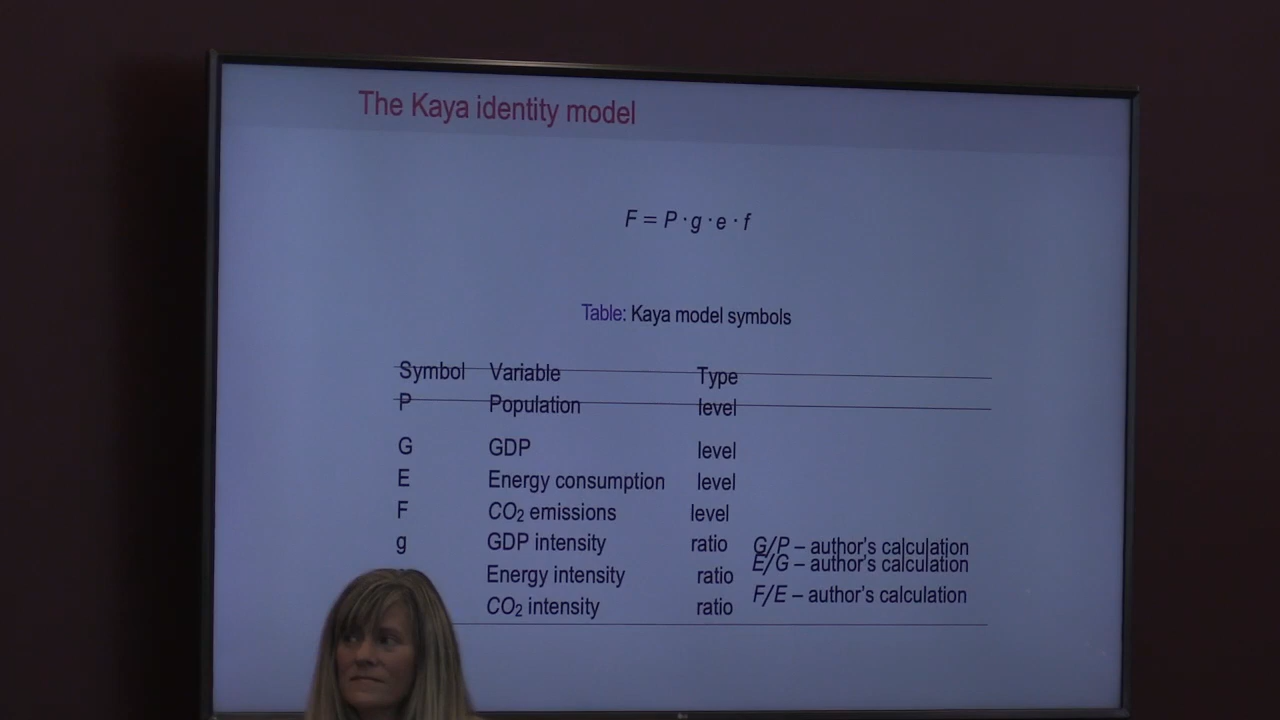 The Kaya identity model
F = P · g · e · f
Table: Kaya model symbols
Symbol Variable Type
P Population level
G GDP level
E Energy consumption level
F CO2 emissions level
g GDP intensity ratio G/P – author's calculation
Energy intensity ratio E/G – author's calculation
CO2 intensity ratio F/E – author's calculation